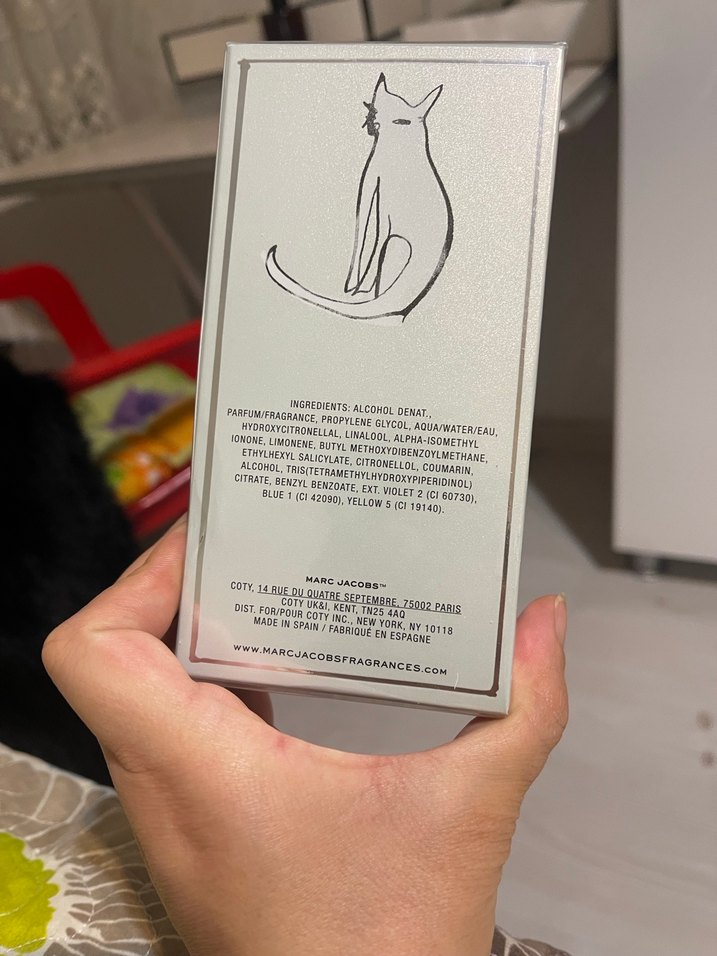 INGREDIENTS: ALCOHOL DENAT.,
PARFUM/FRAGRANCE, PROPYLENE GLYCOL, AQUA/WATER/EAU,
HYDROXYCITRONELLAL, LINALOOL, ALPHA-ISOMETHYL
IONONE, LIMONENE, BUTYL METHOXYDIBENZOYLMETHANE,
ETHYLHEXYL SALICYLATE, CITRONELLOL, COUMARIN,
ALCOHOL, TRIS(TETRAMETHYLHYDROXYPIPERIDINOL)
CITRATE, BENZYL BENZOATE, EXT. VIOLET 2 (CI 60730),
BLUE 1 (CI 42090), YELLOW 5 (CI 19140).
MARC JACOBS™
COTY, 14 RUE DU QUATRE SEPTEMBRE, 75002 PARIS
COTY UK&I, KENT, TN25 4AQ
DIST. FOR/POUR COTY INC., NEW YORK, NY 10118
MADE IN SPAIN / FABRIQUÉ EN ESPAGNE
WWW.MARCJACOBSFRAGRANCES.COM